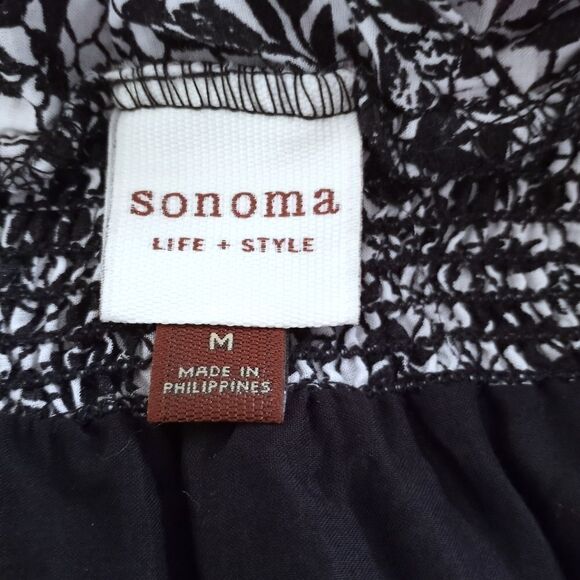 sonoma
LIFE + STYLE
M
MADE IN
PHILIPPINES